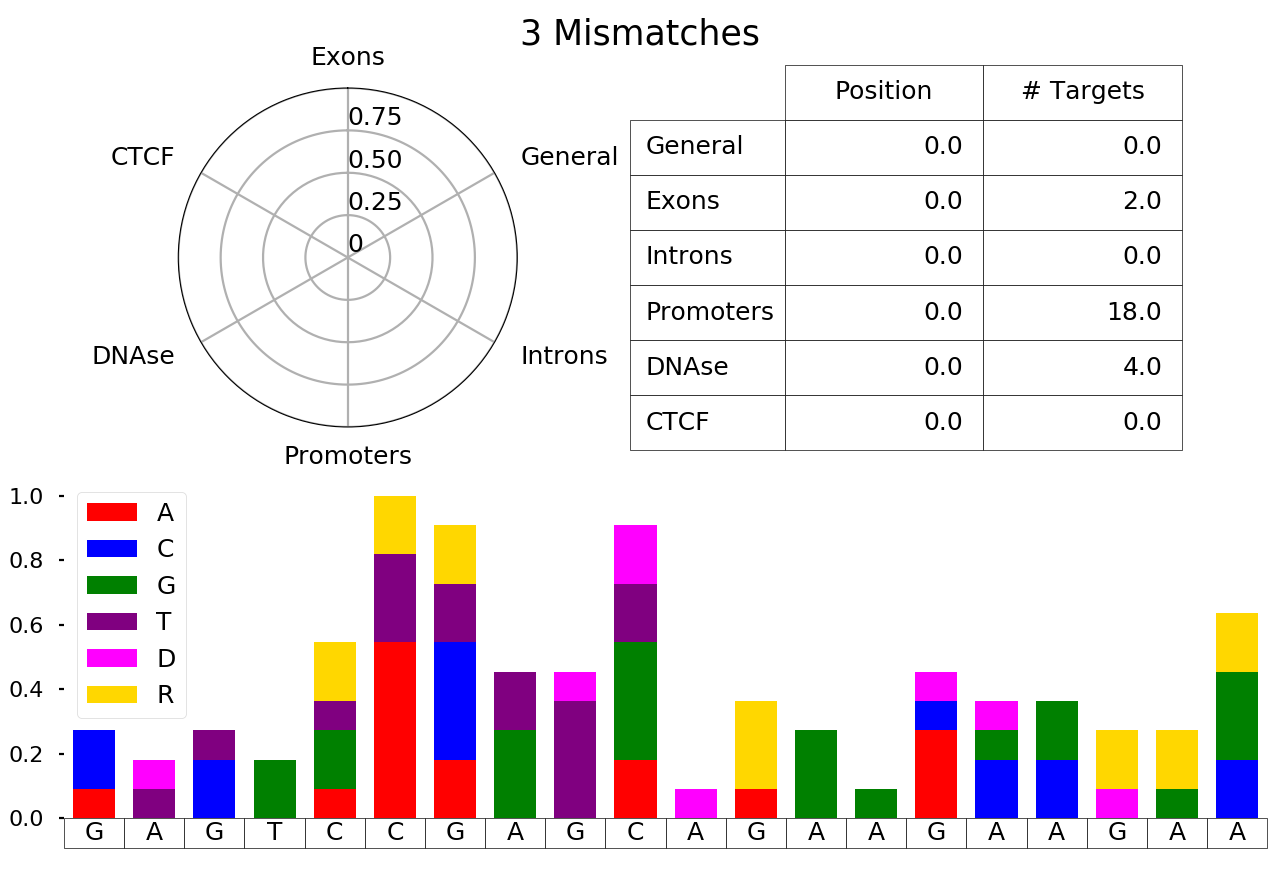 3 Mismatches
Exons
CTCF
General
DNAse
Introns
Promoters
0.75
0.50
0.25
0
Position # Targets
General 0.0 0.0
Exons 0.0 2.0
Introns 0.0 0.0
Promoters 0.0 18.0
DNAse 0.0 4.0
CTCF 0.0 0.0
1.0
0.8
0.6
0.4
0.2
0.0
A
C
G
T
D
R
G A G T C C G A G C A G A A G A A G A A